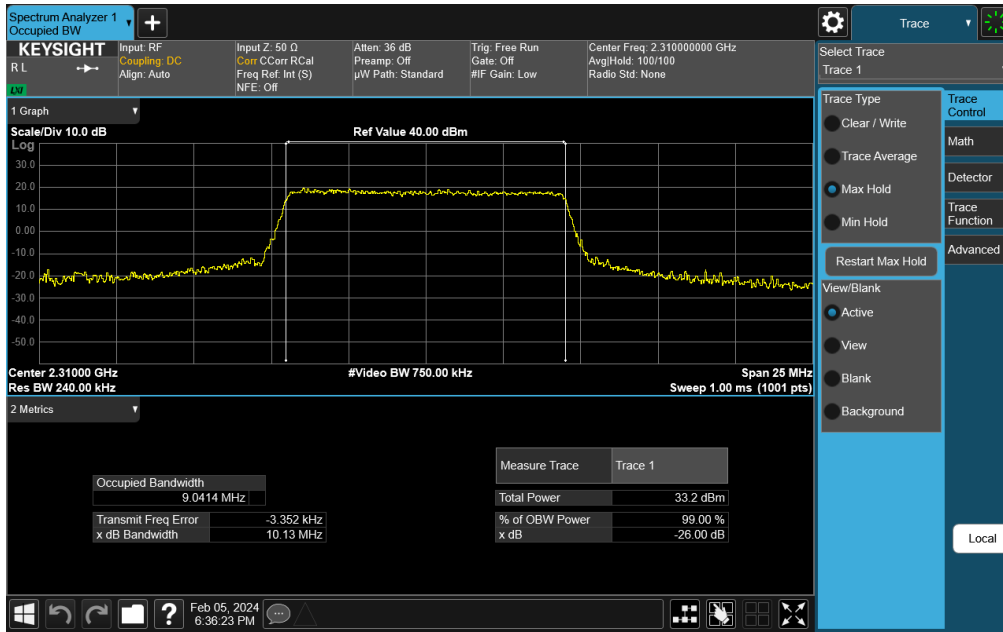 Spectrum Analyzer 1
Occupied BW
+
Trace
KEYSIGHT
R L
LXI
Input: RF
Coupling: DC
Align: Auto
Input Z: 50 Ω
Corr CCorr RCal
Freq Ref: Int (S)
NFE: Off
Atten: 36 dB
Preamp: Off
µW Path: Standard
Trig: Free Run
Gate: Off
#IF Gain: Low
Center Freq: 2.310000000 GHz
Avg|Hold: 100/100
Radio Std: None
Select Trace
Trace 1
1 Graph
Scale/Div 10.0 dB
Ref Value 40.00 dBm
Log
30.0
20.0
10.0
0.00
-10.0
-20.0
-30.0
-40.0
-50.0
Center 2.31000 GHz
#Video BW 750.00 kHz
Span 25 MHz
Res BW 240.00 kHz
Sweep 1.00 ms (1001 pts)
2 Metrics
Occupied Bandwidth
9.0414 MHz
Transmit Freq Error -3.352 kHz
x dB Bandwidth 10.13 MHz
Measure Trace Trace 1
Total Power 33.2 dBm
% of OBW Power 99.00 %
x dB -26.00 dB
Trace Type
Clear / Write
Trace Average
Max Hold
Min Hold
Restart Max Hold
View/Blank
Active
View
Blank
Background
Trace
Control
Math
Detector
Trace
Function
Advanced
Local
?
Feb 05, 2024
6:36:23 PM